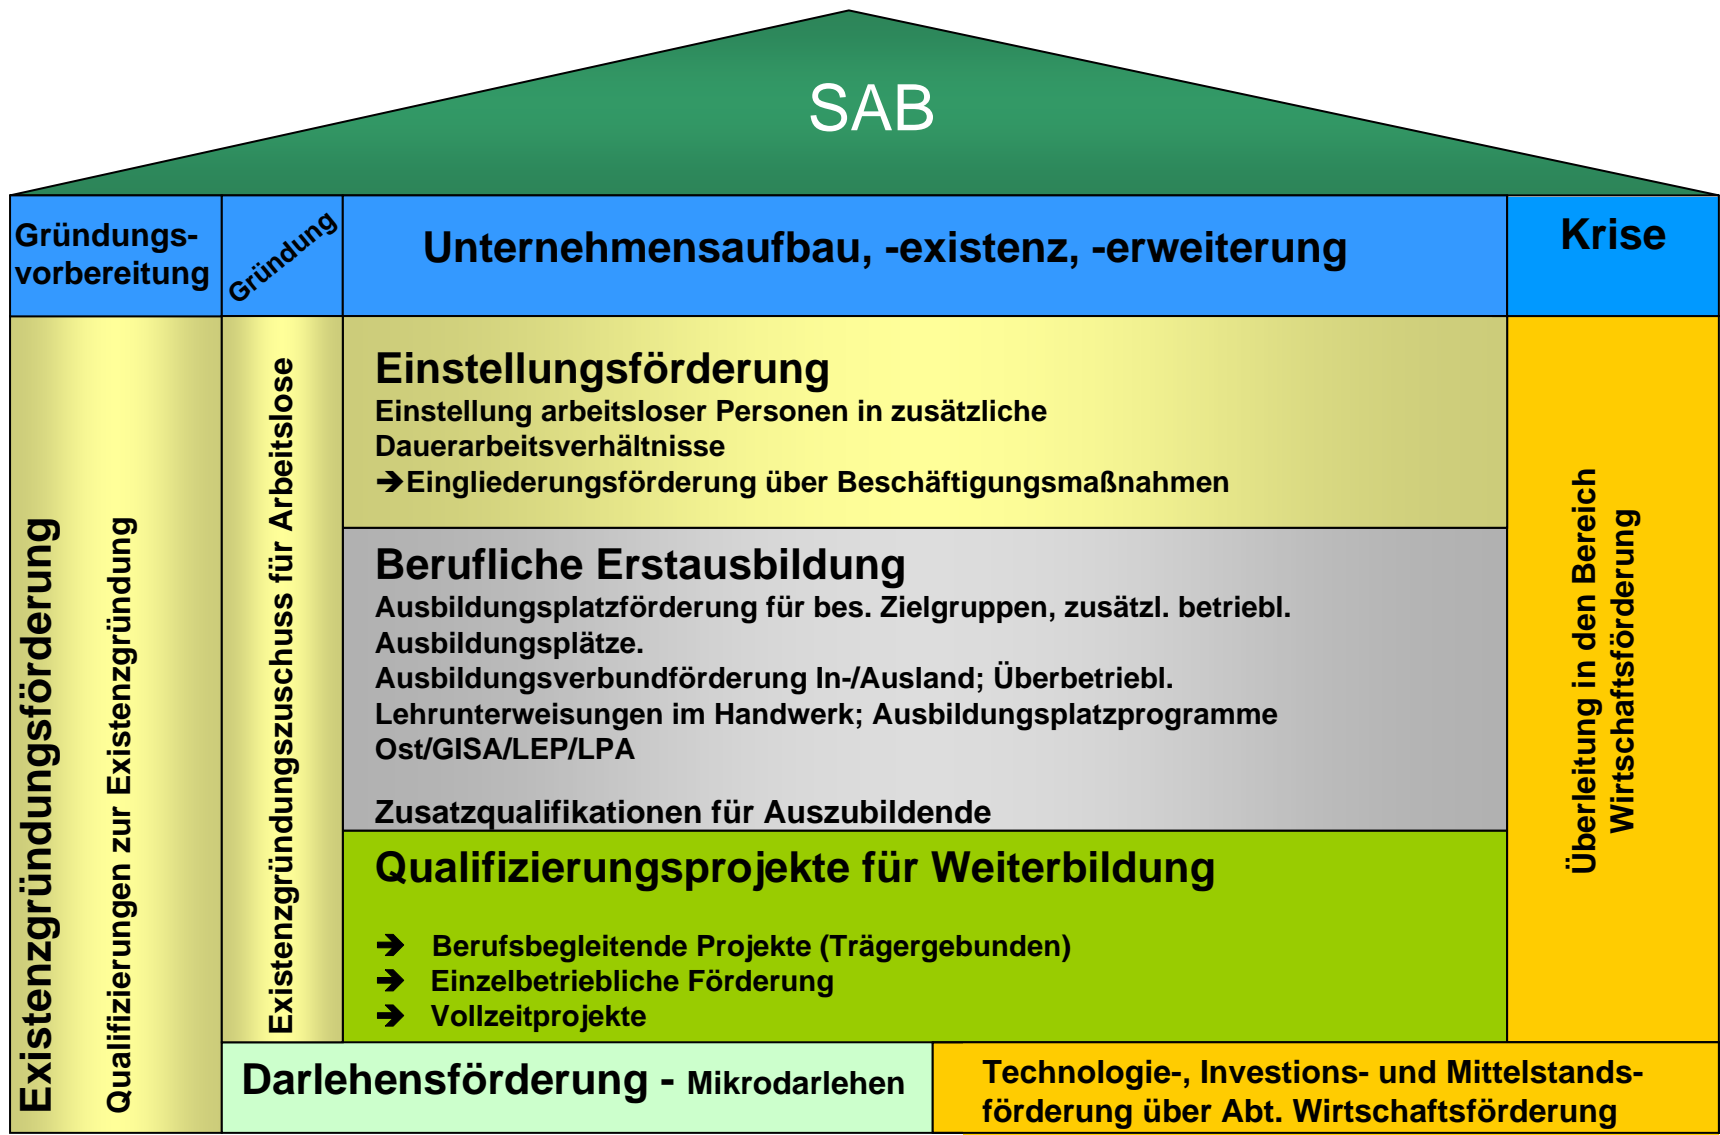 SAB
Gründungs-
vorbereitung
Gründung
Unternehmensaufbau, -existenz, -erweiterung
Krise
Existenzgründungsförderung
Qualifizierungen zur Existenzgründung
Existenzgründungszuschuss für Arbeitslose
Einstellungsförderung
Einstellung arbeitsloser Personen in zusätzliche
Dauerarbeitsverhältnisse
➔Eingliederungsförderung über Beschäftigungsmaßnahmen
Berufliche Erstausbildung
Ausbildungsplatzförderung für bes. Zielgruppen, zusätzl. betriebl.
Ausbildungsplätze.
Ausbildungsverbundförderung In-/Ausland; Überbetriebl.
Lehrunterweisungen im Handwerk; Ausbildungsplatzprogramme
Ost/GISA/LEP/LPA
Zusatzqualifikationen für Auszubildende
Qualifizierungsprojekte für Weiterbildung
➔ Berufsbegleitende Projekte (Trägergebunden)
➔ Einzelbetriebliche Förderung
➔ Vollzeitprojekte
Überleitung in den Bereich
Wirtschaftsförderung
Darlehensförderung - Mikrodarlehen
Technologie-, Investions- und Mittelstands-
förderung über Abt. Wirtschaftsförderung